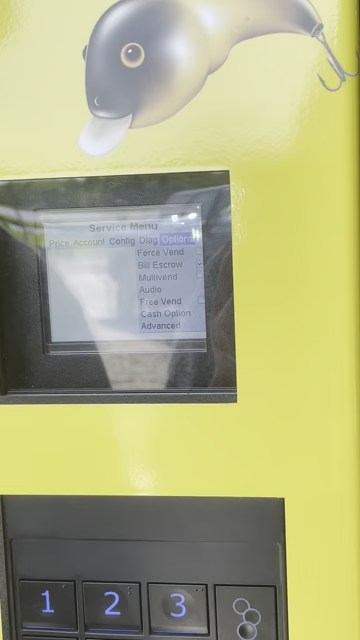 Service Menu
Price Account Config Diag Options
Force Vend
Bill Escrow
Multivend
Audio
Free Vend
Cash Option
Advanced
1 2 3